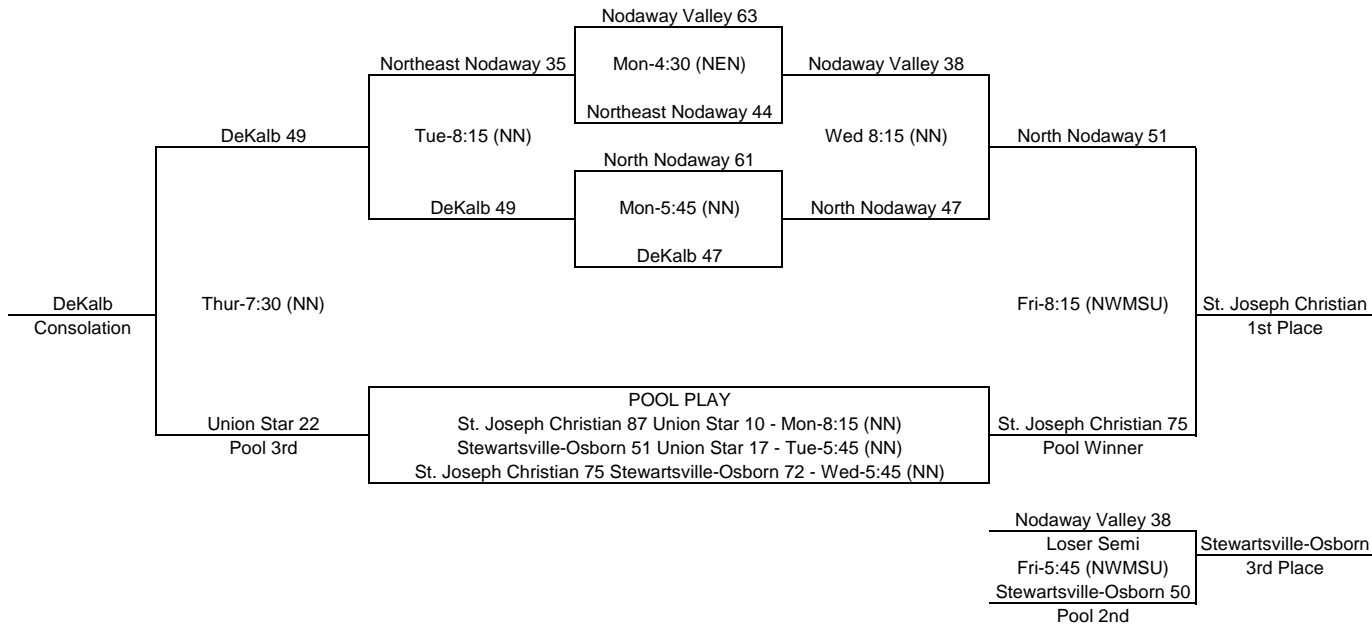 Nodaway Valley 63
Northeast Nodaway 35
Mon-4:30 (NEN)
Nodaway Valley 38
Northeast Nodaway 44
DeKalb 49
Tue-8:15 (NN)
Wed 8:15 (NN)
North Nodaway 51
North Nodaway 61
DeKalb 49
Mon-5:45 (NN)
North Nodaway 47
DeKalb 47
DeKalb
Consolation
Thur-7:30 (NN)
Fri-8:15 (NWMSU)
St. Joseph Christian
1st Place
Union Star 22
Pool 3rd
POOL PLAY
St. Joseph Christian 87 Union Star 10 - Mon-8:15 (NN)
Stewartsville-Osborn 51 Union Star 17 - Tue-5:45 (NN)
St. Joseph Christian 75 Stewartsville-Osborn 72 - Wed-5:45 (NN)
St. Joseph Christian 75
Pool Winner
Nodaway Valley 38
Loser Semi
Fri-5:45 (NWMSU)
Stewartsville-Osborn 50
Pool 2nd
Stewartsville-Osborn
3rd Place